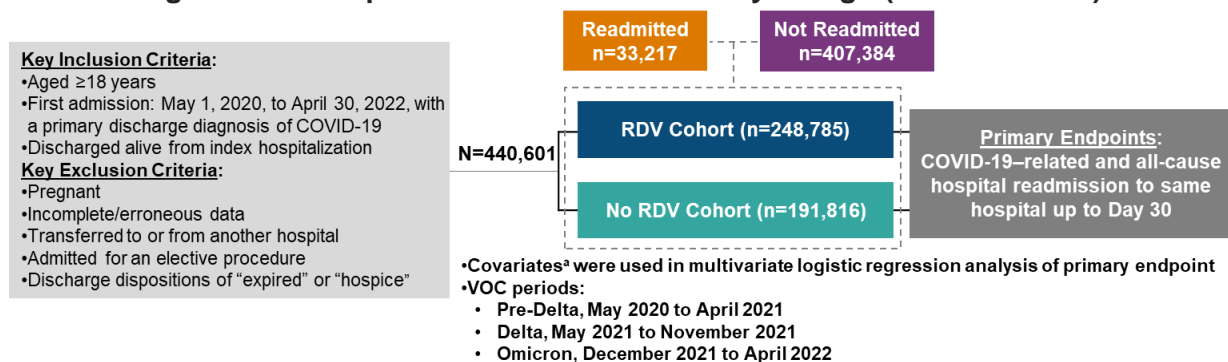 Readmitted
n=33,217
Not Readmitted
n=407,384
Key Inclusion Criteria:
•Aged ≥18 years
•First admission: May 1, 2020, to April 30, 2022, with
a primary discharge diagnosis of COVID-19
•Discharged alive from index hospitalization
Key Exclusion Criteria:
•Pregnant
•Incomplete/erroneous data
•Transferred to or from another hospital
•Admitted for an elective procedure
•Discharge dispositions of “expired” or “hospice”
N=440,601
RDV Cohort (n=248,785)
No RDV Cohort (n=191,816)
Primary Endpoints:
COVID-19–related and all-cause
hospital readmission to same
hospital up to Day 30
•Covariatesᵃ were used in multivariate logistic regression analysis of primary endpoint
•VOC periods:
• Pre-Delta, May 2020 to April 2021
• Delta, May 2021 to November 2021
• Omicron, December 2021 to April 2022